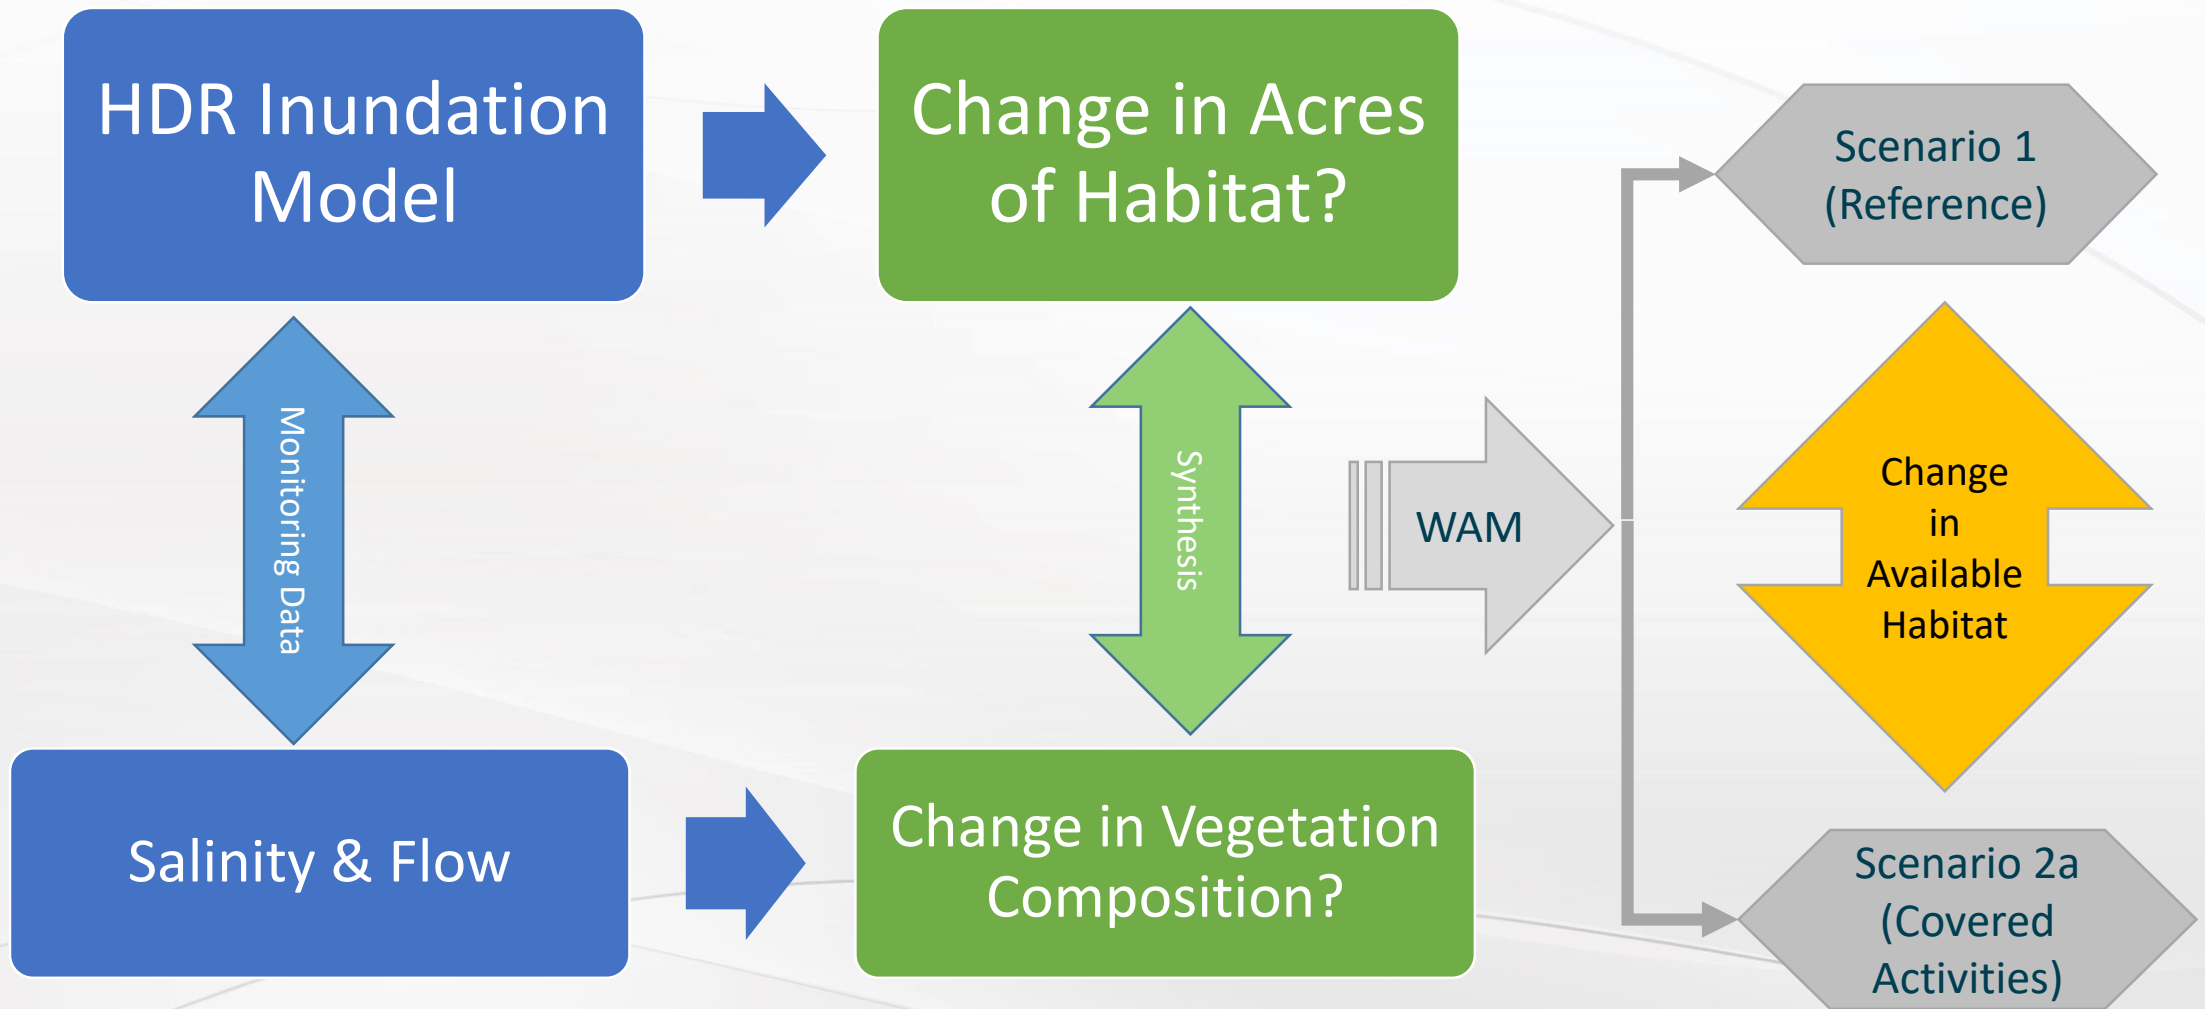 HDR Inundation
Model
Change in Acres
of Habitat?
Scenario 1
(Reference)
Monitoring Data
Synthesis
WAM
Change
in
Available
Habitat
Salinity & Flow
Change in Vegetation
Composition?
Scenario 2a
(Covered
Activities)